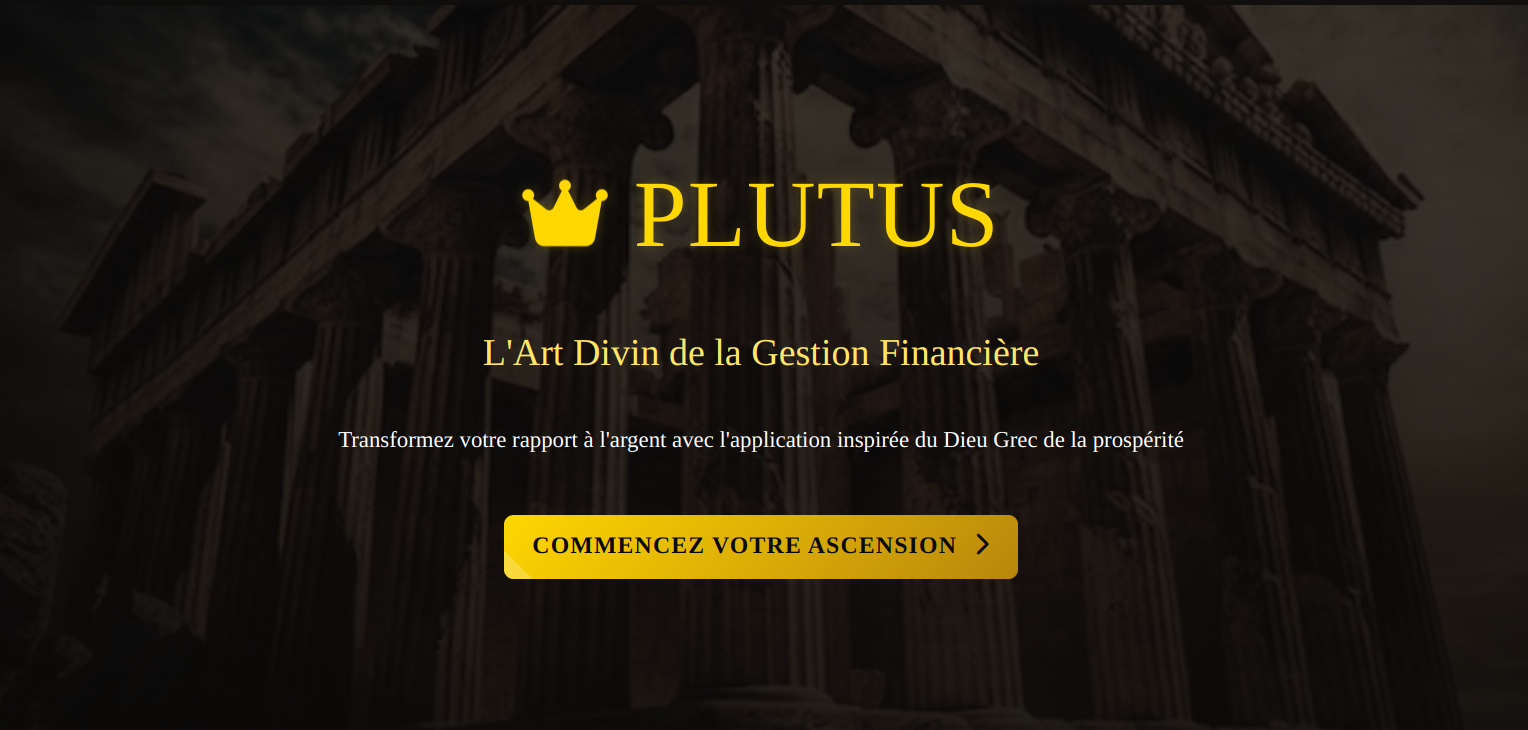 PLUTUS
L'Art Divin de la Gestion Financière
Transformez votre rapport à l'argent avec l'application inspirée du Dieu Grec de la prospérité
COMMENCEZ VOTRE ASCENSION